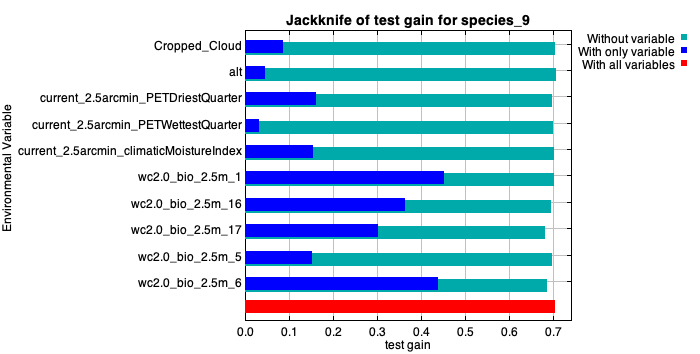 Jackknife of test gain for species_9
Without variable
With only variable
With all variables
Environmental Variable
Cropped_Cloud
alt
current_2.5arcmin_PETDriestQuarter
current_2.5arcmin_PETWettestQuarter
current_2.5arcmin_climaticMoistureIndex
wc2.0_bio_2.5m_1
wc2.0_bio_2.5m_16
wc2.0_bio_2.5m_17
wc2.0_bio_2.5m_5
wc2.0_bio_2.5m_6
0.0 0.1 0.2 0.3 0.4 0.5 0.6 0.7
test gain